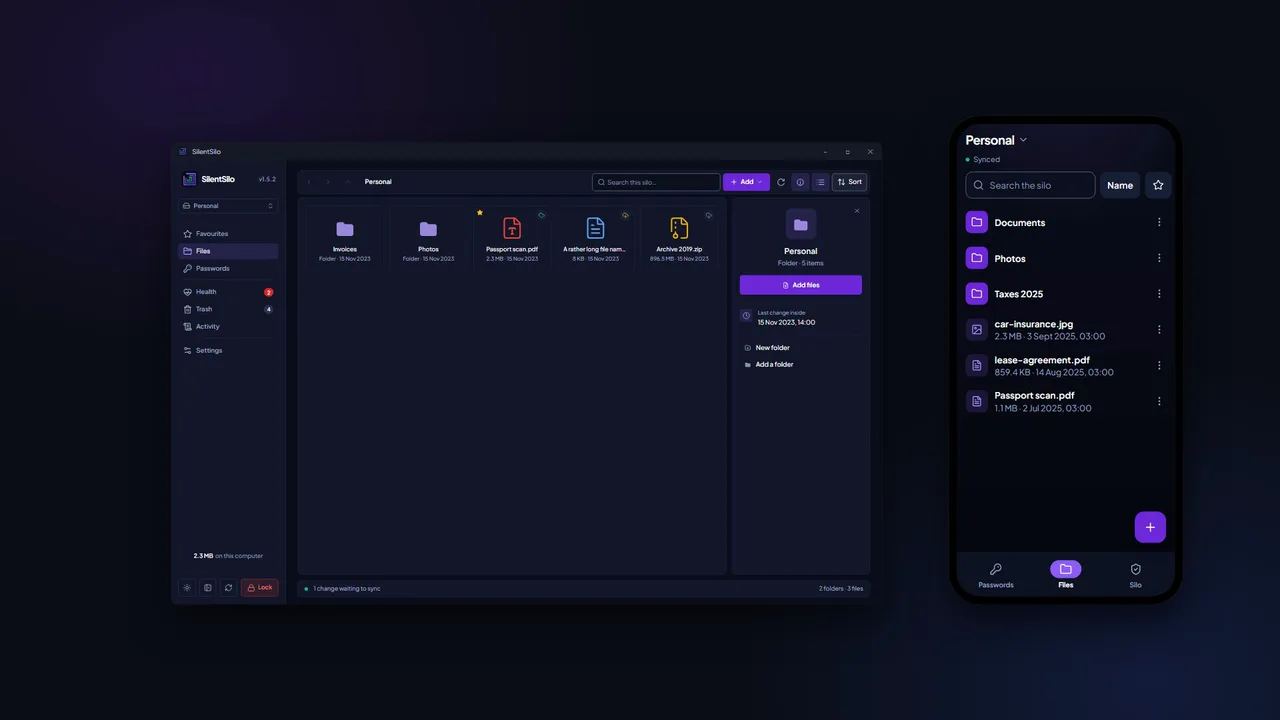 SilentSilo
SilentSilo v1.5.2
Personal
Favourites
Files
Passwords
Health 2
Trash 4
Activity
Settings
2.3 MB on this computer
Lock
Personal
Search this silo...
Add
Sort
Invoices
Folder · 15 Nov 2023
Photos
Folder · 15 Nov 2023
Passport scan.pdf
2.3 MB · 15 Nov 2023
A rather long file nam...
8 KB · 15 Nov 2023
Archive 2019.zip
896.5 MB · 15 Nov 2023
Personal
Folder · 5 items
Add files
Last change inside
15 Nov 2023, 14:00
New folder
Add a folder
1 change waiting to sync
2 folders · 3 files
Personal
Synced
Search the silo
Name
Documents
Photos
Taxes 2025
car-insurance.jpg
2.3 MB · 3 Sept 2025, 03:00
lease-agreement.pdf
859.4 KB · 14 Aug 2025, 03:00
Passport scan.pdf
1.1 MB · 2 Jul 2025, 03:00
Passwords
Files
Silo